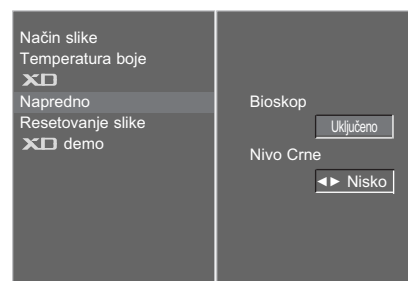 Način slike
Temperatura boje
XD
Napredno
Resetovanje slike
XD demo
Bioskop
Uključeno
Nivo Crne
◄► Nisko